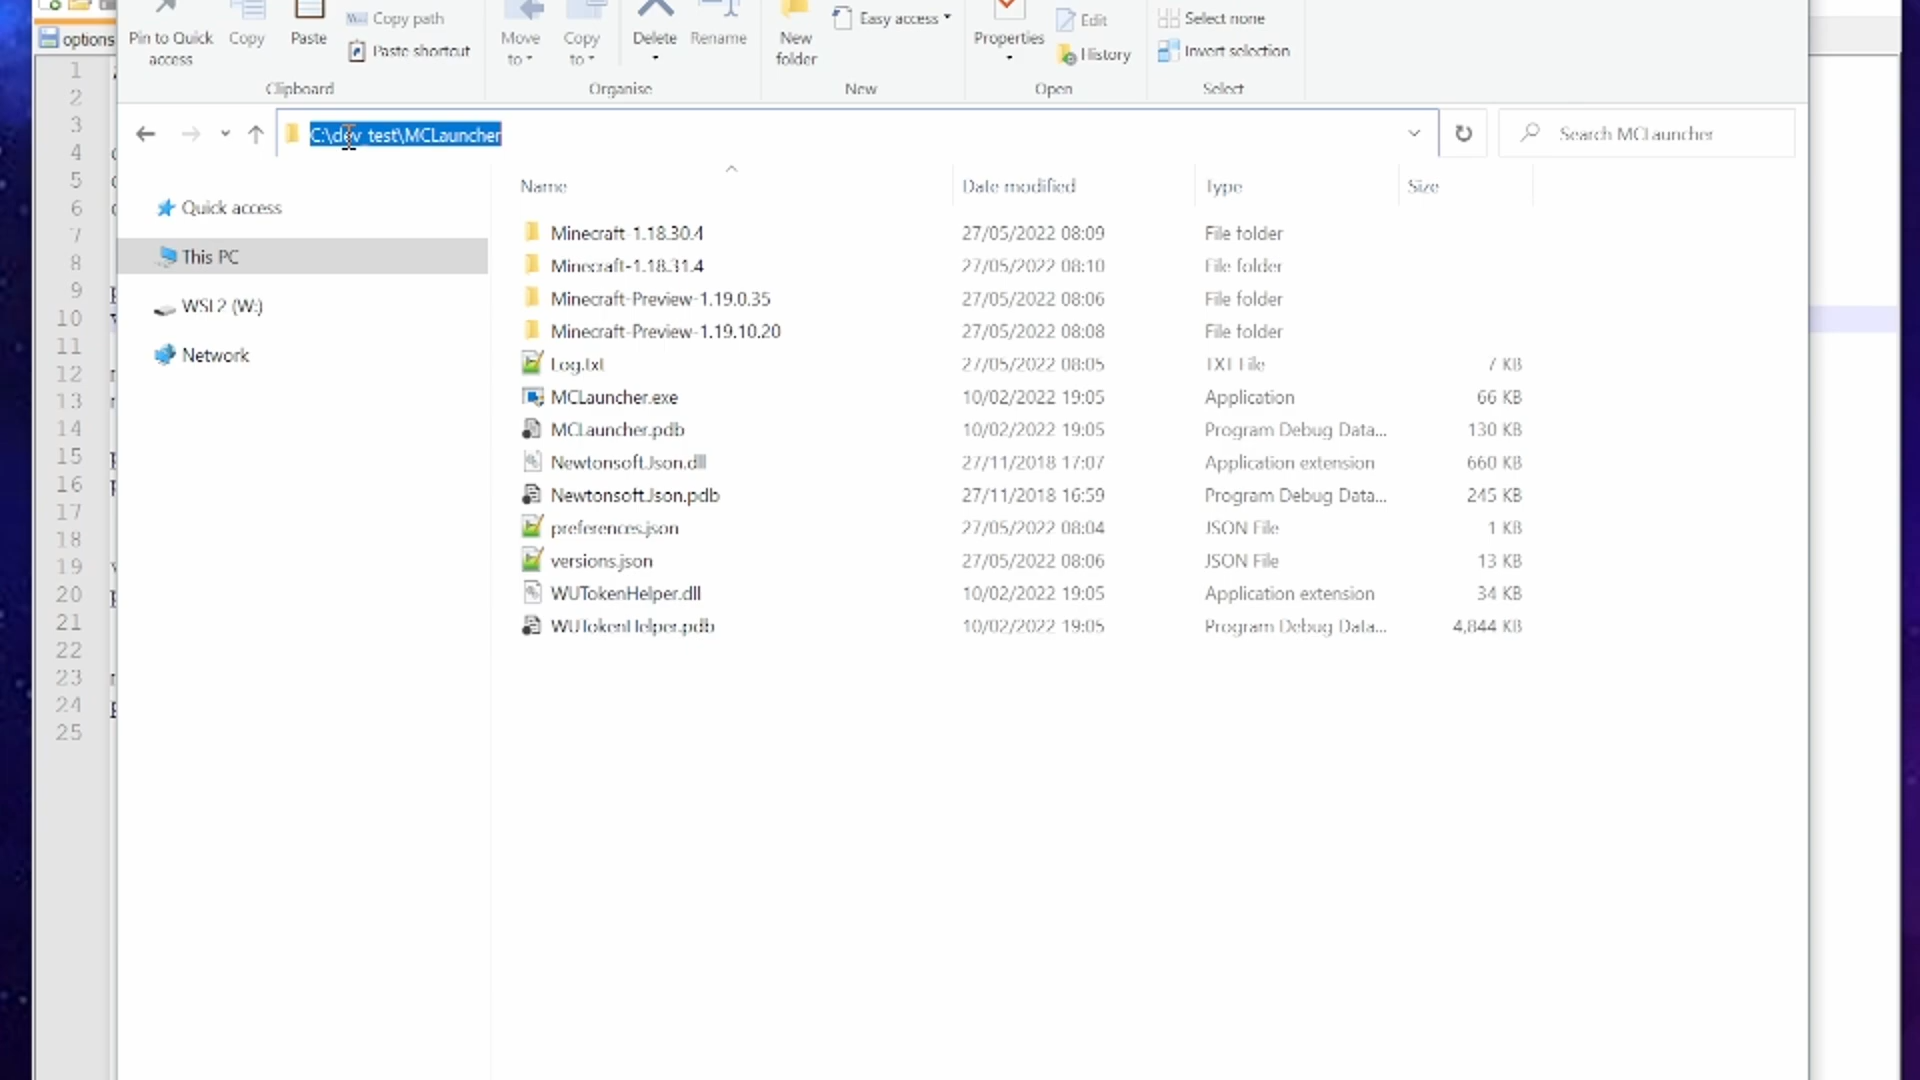 options
Pin to Quick access
Copy
Paste
Copy path
Paste shortcut
Move to
Copy to
Delete
Rename
New folder
Easy access
Properties
Edit
History
Select none
Invert selection
Clipboard
Organise
New
Open
Select
C:\dev_test\MCLauncher
Search MCLauncher
Quick access
This PC
WSL2 (W:)
Network
Name Date modified Type Size
Minecraft-1.18.30.4 27/05/2022 08:09 File folder
Minecraft-1.18.31.4 27/05/2022 08:10 File folder
Minecraft-Preview-1.19.0.35 27/05/2022 08:06 File folder
Minecraft-Preview-1.19.10.20 27/05/2022 08:08 File folder
Log.txt 27/05/2022 08:05 TXT File 7 KB
MCLauncher.exe 10/02/2022 19:05 Application 66 KB
MCLauncher.pdb 10/02/2022 19:05 Program Debug Data... 130 KB
Newtonsoft.Json.dll 27/11/2018 17:07 Application extension 660 KB
Newtonsoft.Json.pdb 27/11/2018 16:59 Program Debug Data... 245 KB
preferences.json 27/05/2022 08:04 JSON File 1 KB
versions.json 27/05/2022 08:06 JSON File 13 KB
WUTokenHelper.dll 10/02/2022 19:05 Application extension 34 KB
WUTokenHelper.pdb 10/02/2022 19:05 Program Debug Data... 4,844 KB
1
2
3
4
5
6
7
8
9
10
11
12
13
14
15
16
17
18
19
20
21
22
23
24
25